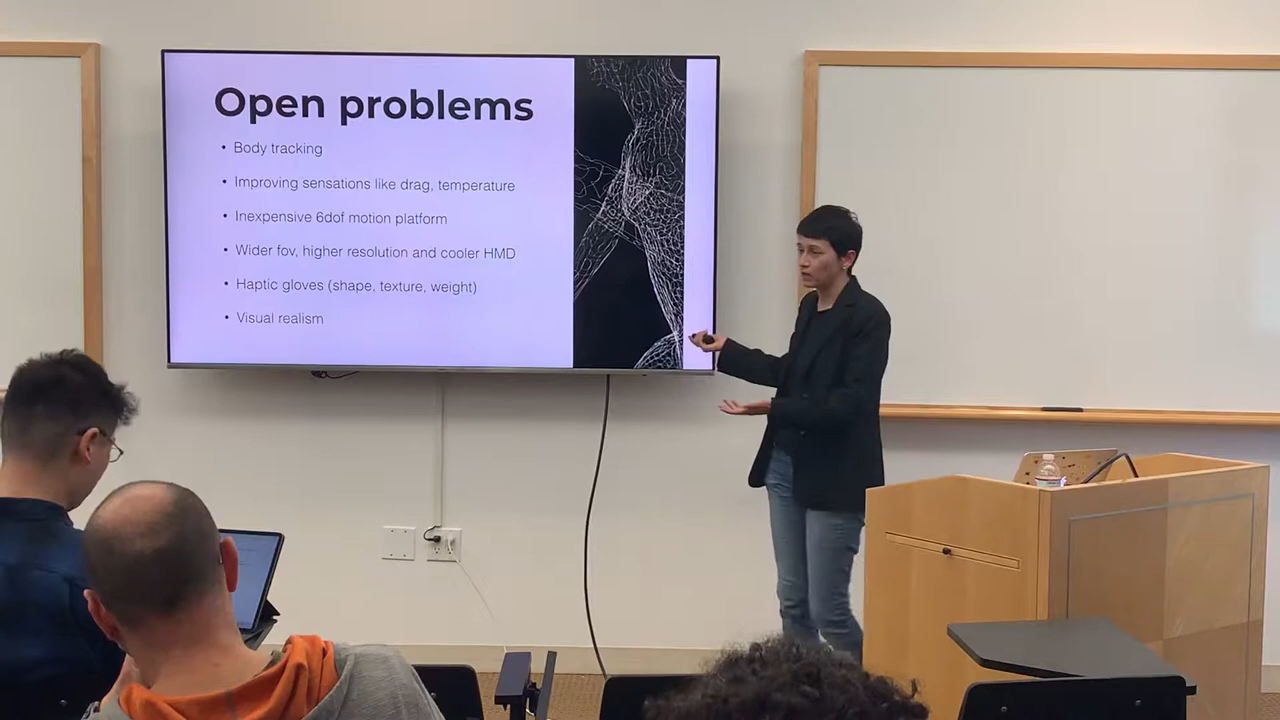 Open problems
• Body tracking
• Improving sensations like drag, temperature
• Inexpensive 6dof motion platform
• Wider fov, higher resolution and cooler HMD
• Haptic gloves (shape, texture, weight)
• Visual realism